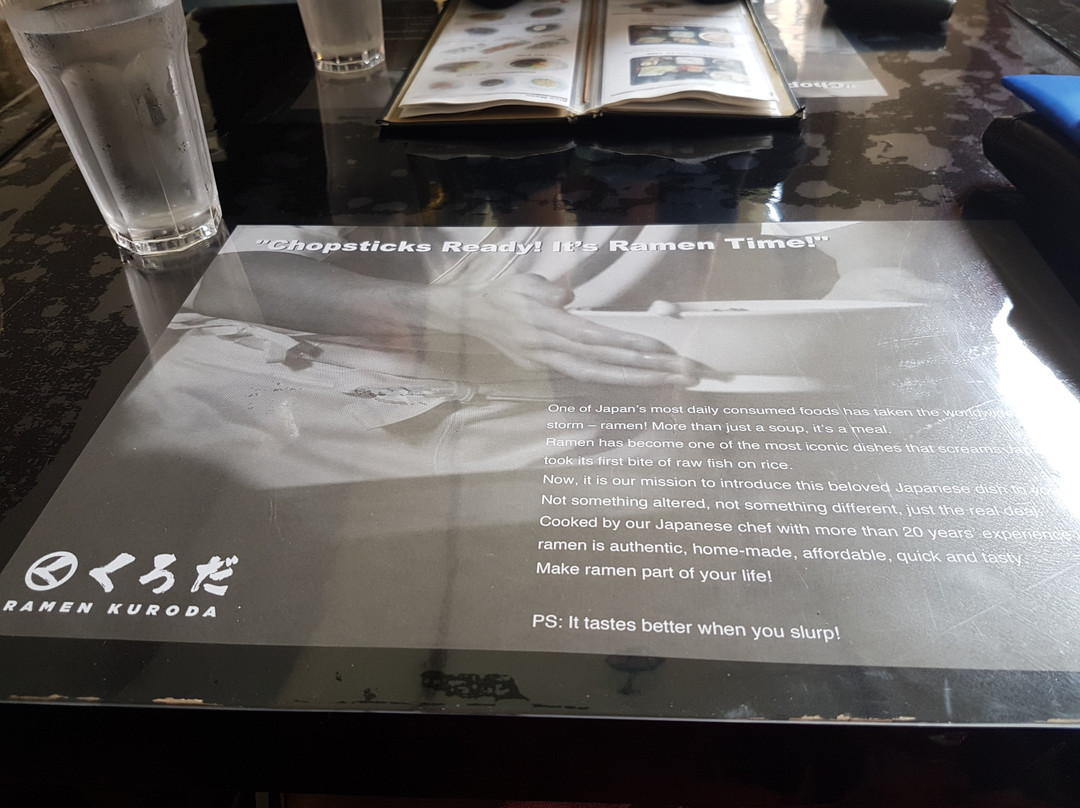 "Chopsticks Ready! It's Ramen Time!"
One of Japan's most daily consumed foods has taken the worldwide
storm – ramen! More than just a soup, it's a meal.
Ramen has become one of the most iconic dishes that screams
took its first bite of raw fish on rice.
Now, it is our mission to introduce this beloved Japanese dish to
Not something altered, not something different, just the real deal.
Cooked by our Japanese chef with more than 20 years' experience
ramen is authentic, home-made, affordable, quick and tasty.
Make ramen part of your life!
PS: It tastes better when you slurp!
くろだ
RAMEN KURODA